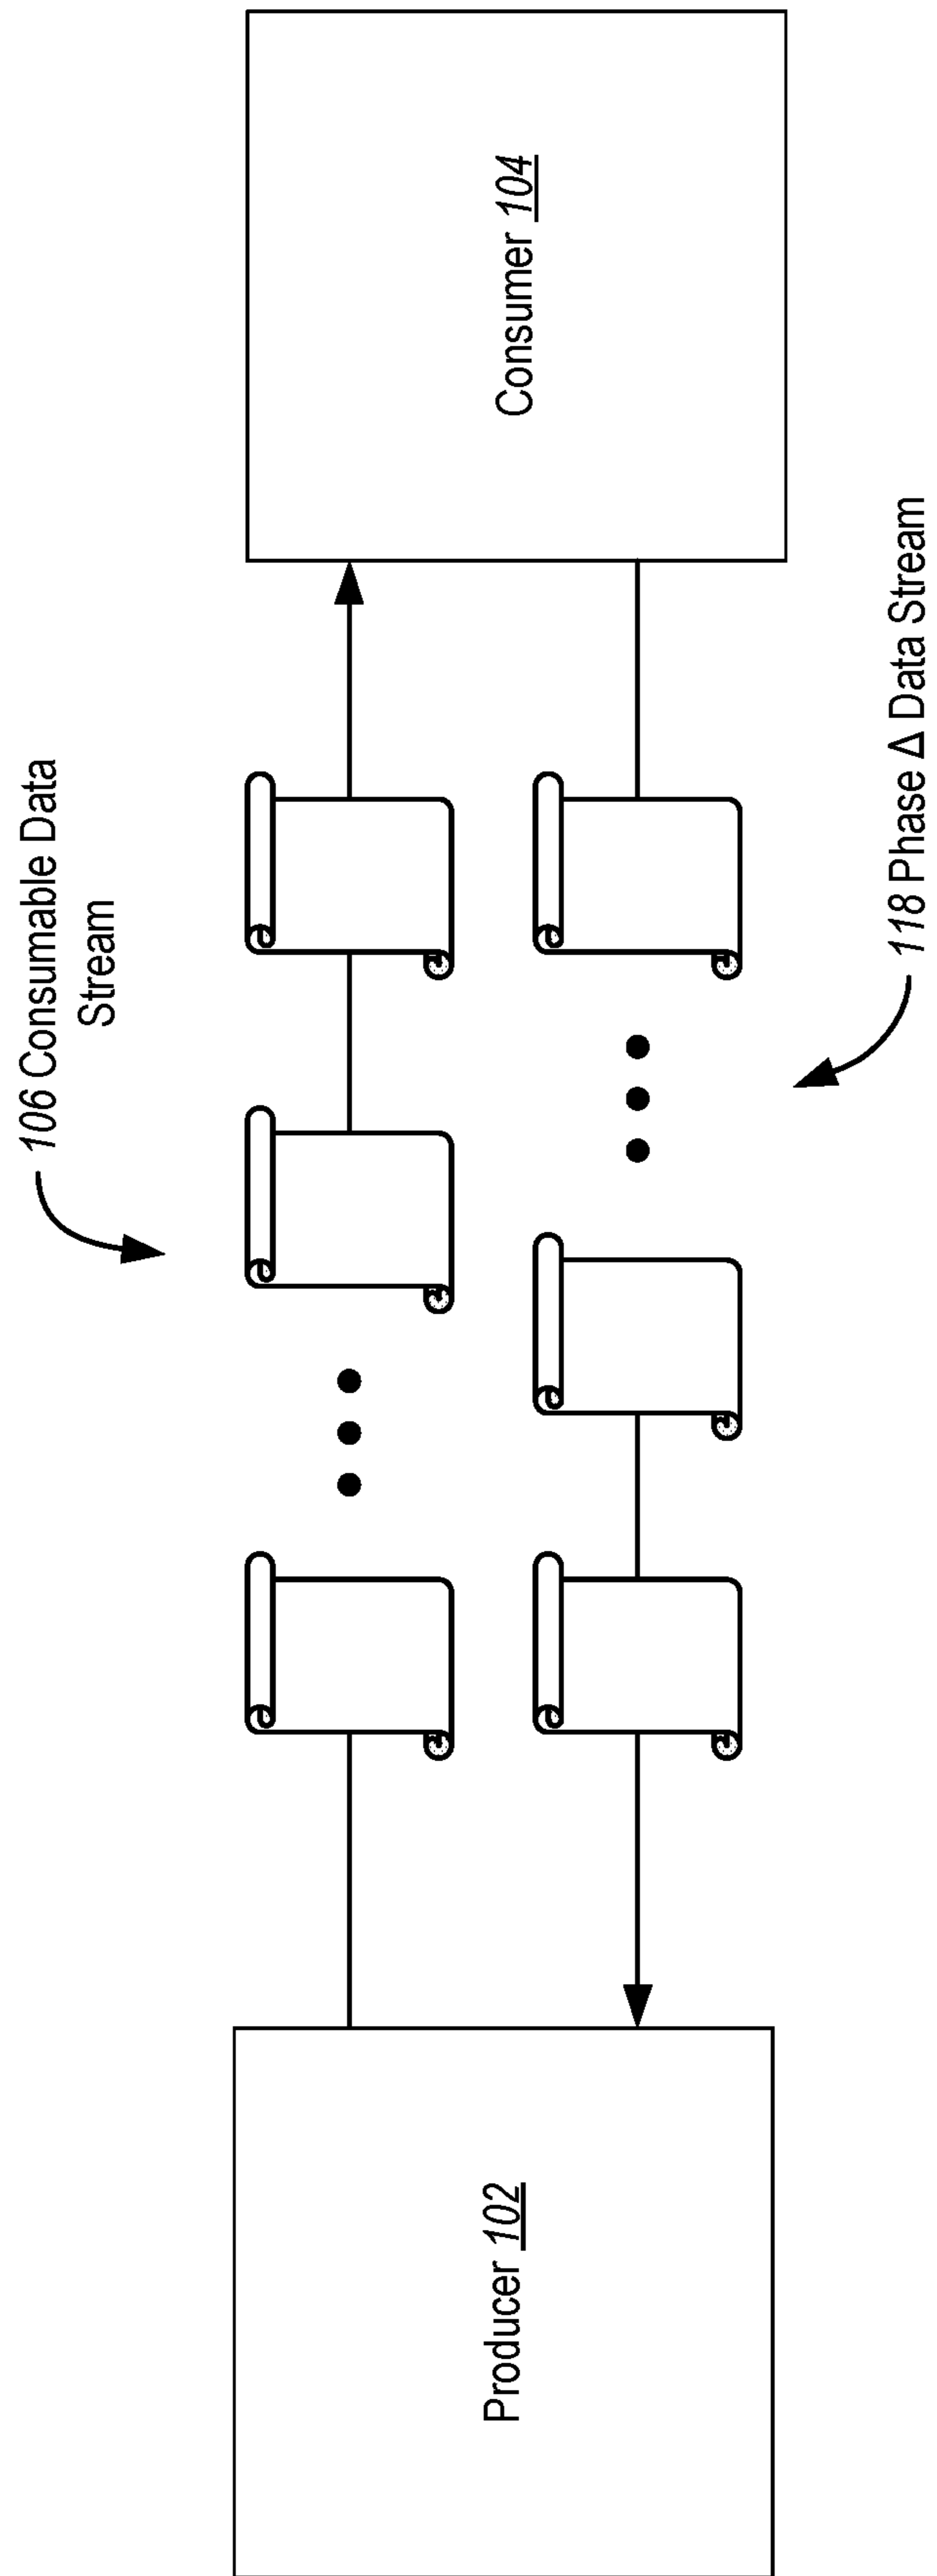 106 Consumable Data
Stream
Producer 102
Consumer 104
118 Phase Δ Data Stream